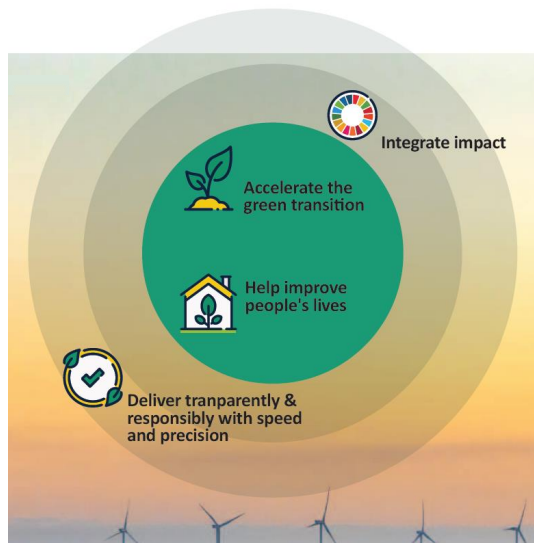 Integrate impact
Accelerate the
green transition
Help improve
people's lives
Deliver tranparently &
responsibly with speed
and precision